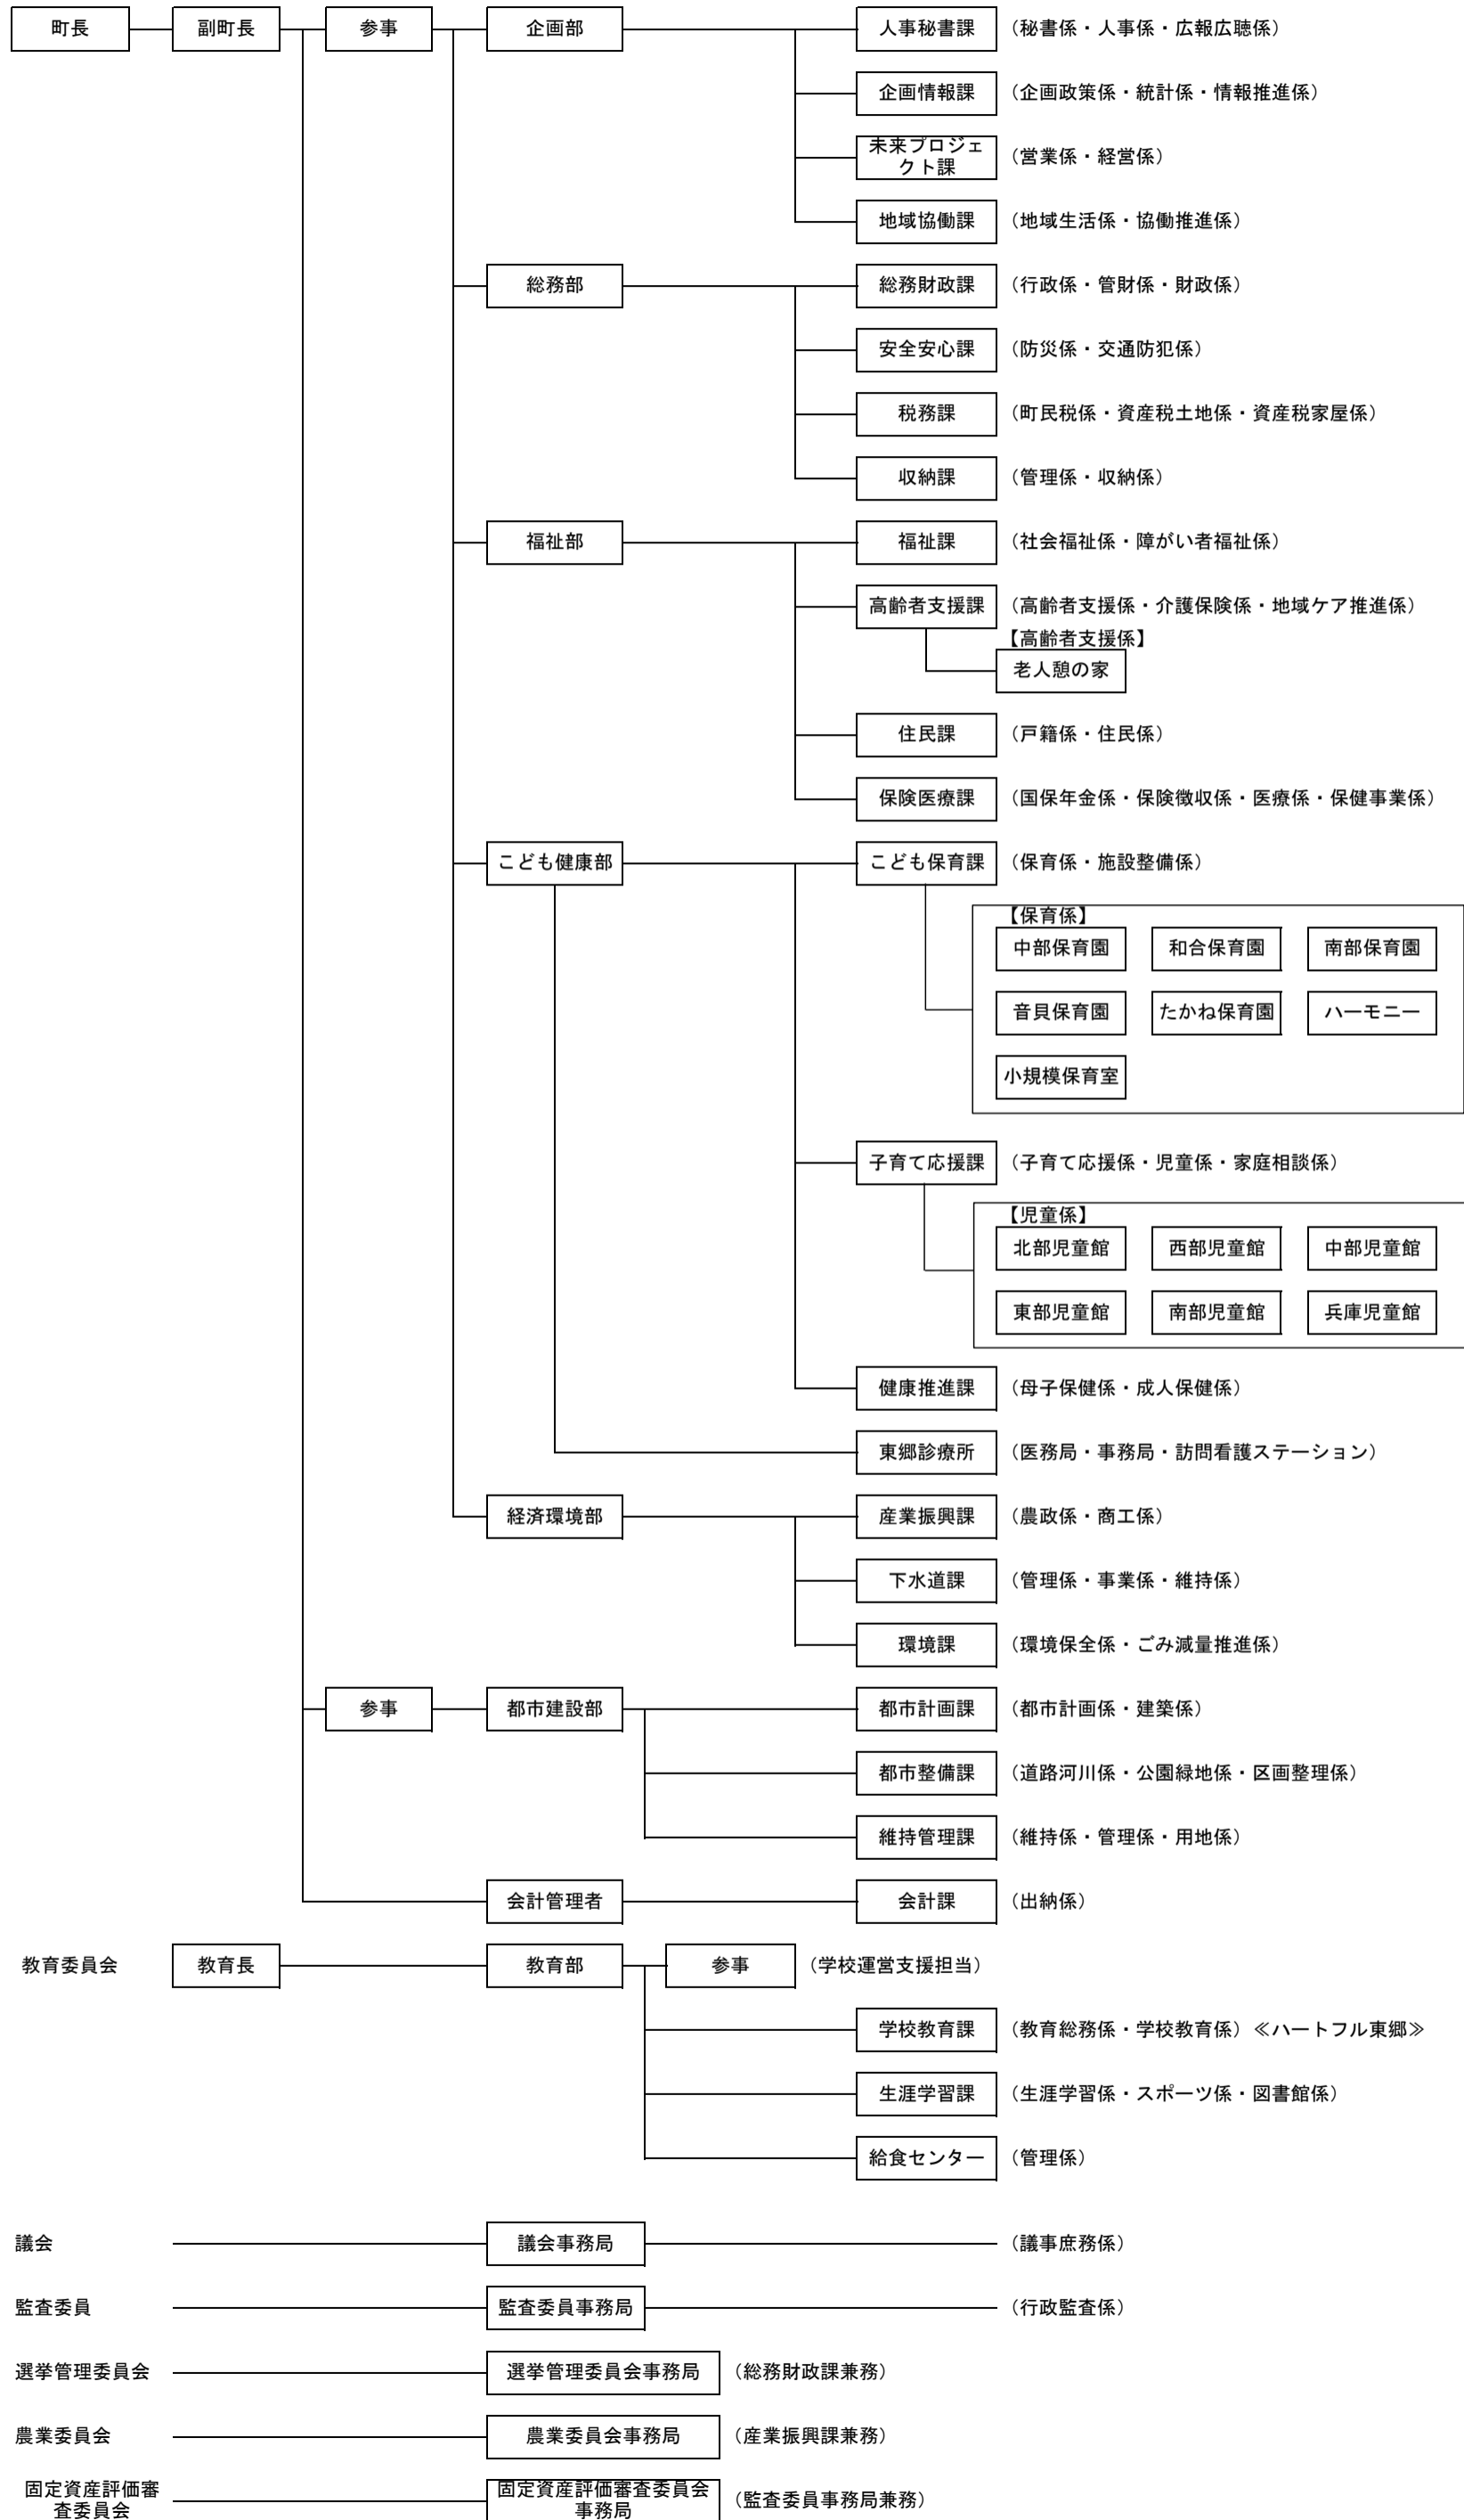 町長 副町長 参事 企画部 人事秘書課 （秘書係・人事係・広報広聴係）
企画情報課 （企画政策係・統計係・情報推進係）
未来プロジェ
クト課 （営業係・経営係）
地域協働課 （地域生活係・協働推進係）
総務部 総務財政課 （行政係・管財係・財政係）
安全安心課 （防災係・交通防犯係）
税務課 （町民税係・資産税土地係・資産税家屋係）
収納課 （管理係・収納係）
福祉部 福祉課 （社会福祉係・障がい者福祉係）
高齢者支援課 （高齢者支援係・介護保険係・地域ケア推進係）
【高齢者支援係】
老人憩の家
住民課 （戸籍係・住民係）
保険医療課 （国保年金係・保険徴収係・医療係・保健事業係）
こども健康部 こども保育課 （保育係・施設整備係）
【保育係】
中部保育園 和合保育園 南部保育園
音貝保育園 たかね保育園 ハーモニー
小規模保育室
子育て応援課 （子育て応援係・児童係・家庭相談係）
【児童係】
北部児童館 西部児童館 中部児童館
東部児童館 南部児童館 兵庫児童館
健康推進課 （母子保健係・成人保健係）
東郷診療所 （医務局・事務局・訪問看護ステーション）
経済環境部 産業振興課 （農政係・商工係）
下水道課 （管理係・事業係・維持係）
環境課 （環境保全係・ごみ減量推進係）
参事 都市建設部 都市計画課 （都市計画係・建築係）
都市整備課 （道路河川係・公園緑地係・区画整理係）
維持管理課 （維持係・管理係・用地係）
会計管理者 会計課 （出納係）
教育委員会 教育長 教育部 参事 （学校運営支援担当）
学校教育課 （教育総務係・学校教育係）≪ハートフル東郷≫
生涯学習課 （生涯学習係・スポーツ係・図書館係）
給食センター （管理係）
議会 議会事務局 （議事庶務係）
監査委員 監査委員事務局 （行政監査係）
選挙管理委員会 選挙管理委員会事務局 （総務財政課兼務）
農業委員会 農業委員会事務局 （産業振興課兼務）
固定資産評価審 固定資産評価審査委員会
査委員会 事務局 （監査委員事務局兼務）